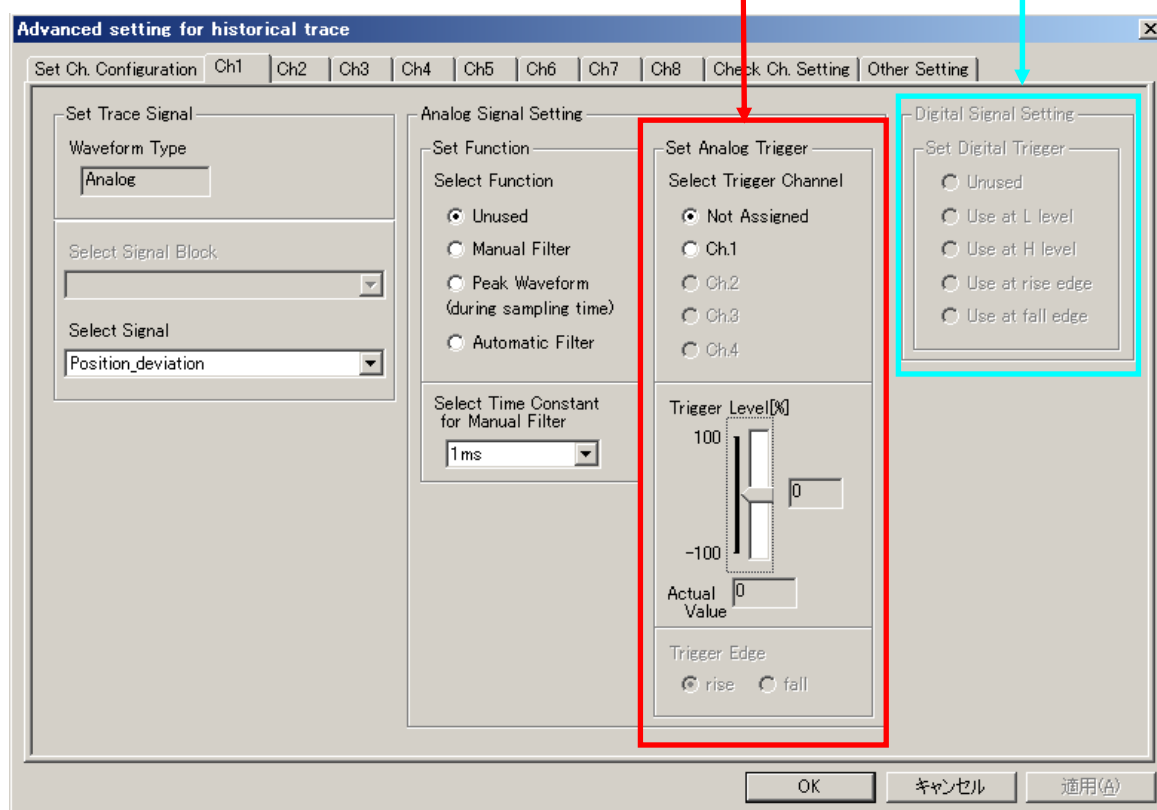 Advanced setting for historical trace
Set Ch. Configuration Ch1 Ch2 Ch3 Ch4 Ch5 Ch6 Ch7 Ch8 Check Ch. Setting Other Setting
Set Trace Signal
Waveform Type
Analog
Select Signal Block
Select Signal
Position_deviation
Analog Signal Setting
Set Function
Select Function
Unused
Manual Filter
Peak Waveform
(during sampling time)
Automatic Filter
Select Time Constant
for Manual Filter
1ms
Set Analog Trigger
Select Trigger Channel
Not Assigned
Ch.1
Ch.2
Ch.3
Ch.4
Trigger Level[%]
100
0
-100
Actual 0
Value
Trigger Edge
rise fall
Digital Signal Setting
Set Digital Trigger
Unused
Use at L level
Use at H level
Use at rise edge
Use at fall edge
OK キャンセル 適用(A)